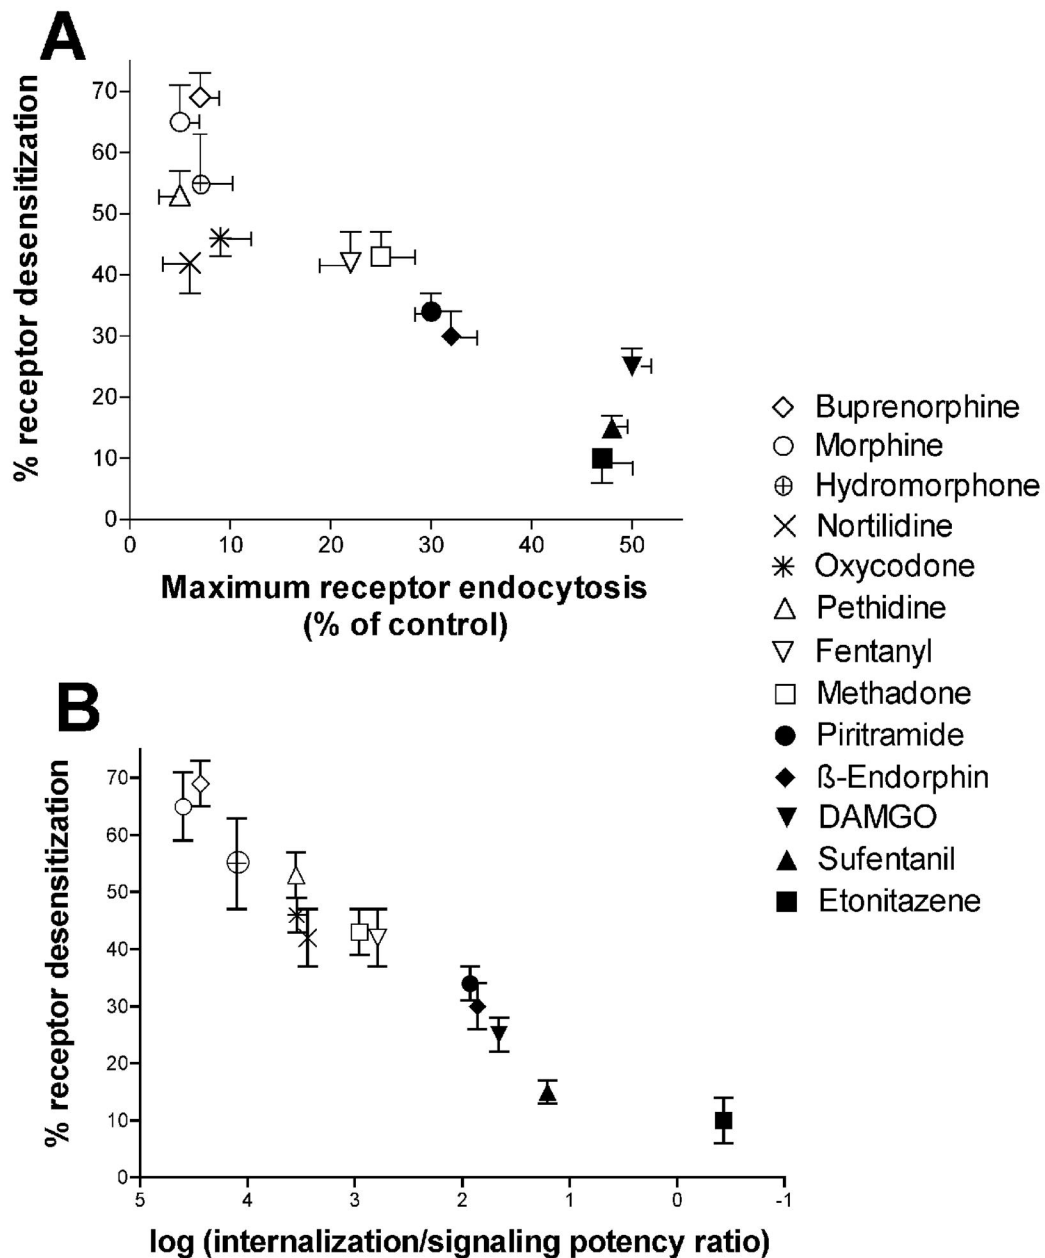 A
% receptor desensitization
70
60
50
40
30
20
10
0
0 10 20 30 40 50
Maximum receptor endocytosis
(% of control)
Buprenorphine
Morphine
Hydromorphone
Nortilidine
Oxycodone
Pethidine
Fentanyl
Methadone
Piritramide
ß-Endorphin
DAMGO
Sufentanil
Etonitazene
B
% receptor desensitization
70
60
50
40
30
20
10
0
5 4 3 2 1 0 -1
log (internalization/signaling potency ratio)